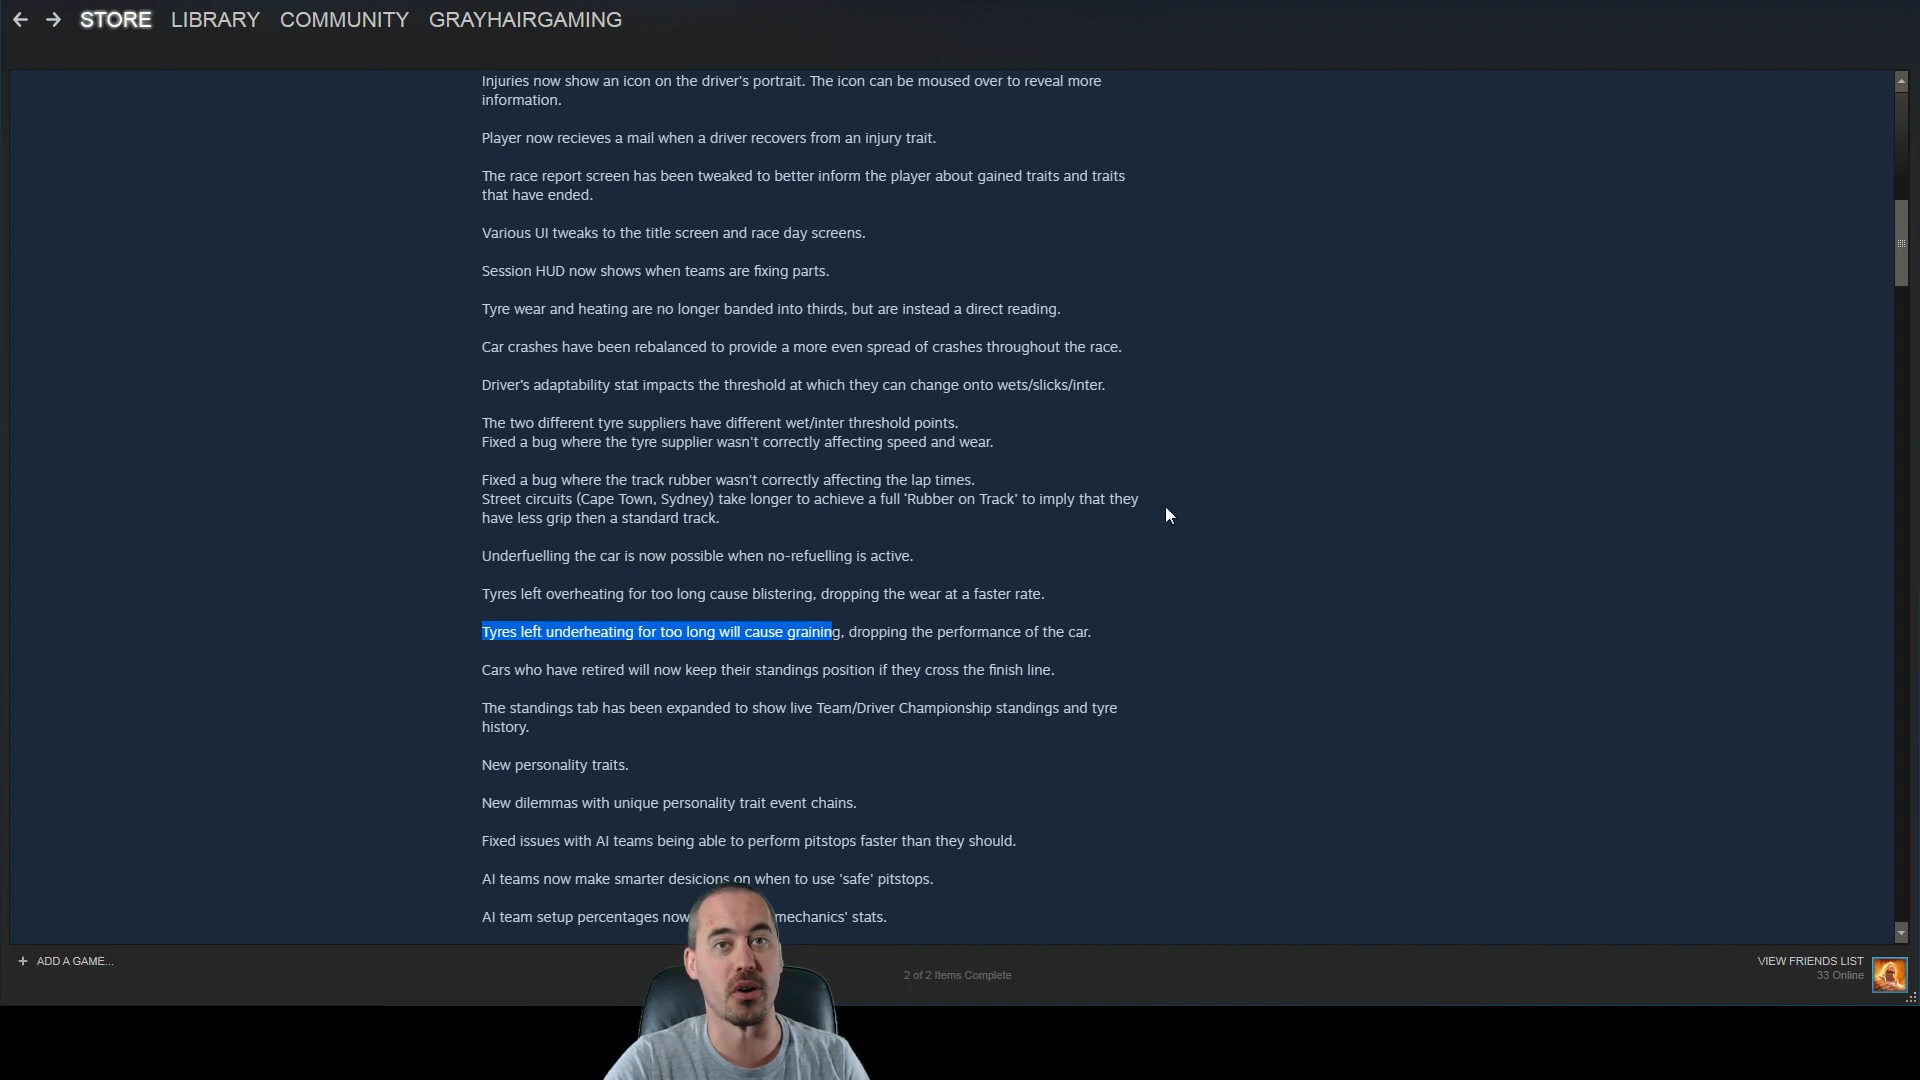 STORE LIBRARY COMMUNITY GRAYHAIRGAMING
Injuries now show an icon on the driver's portrait. The icon can be moused over to reveal more
information.
Player now recieves a mail when a driver recovers from an injury trait.
The race report screen has been tweaked to better inform the player about gained traits and traits
that have ended.
Various UI tweaks to the title screen and race day screens.
Session HUD now shows when teams are fixing parts.
Tyre wear and heating are no longer banded into thirds, but are instead a direct reading.
Car crashes have been rebalanced to provide a more even spread of crashes throughout the race.
Driver's adaptability stat impacts the threshold at which they can change onto wets/slicks/inter.
The two different tyre suppliers have different wet/inter threshold points.
Fixed a bug where the tyre supplier wasn't correctly affecting speed and wear.
Fixed a bug where the track rubber wasn't correctly affecting the lap times.
Street circuits (Cape Town, Sydney) take longer to achieve a full 'Rubber on Track' to imply that they
have less grip then a standard track.
Underfuelling the car is now possible when no-refuelling is active.
Tyres left overheating for too long cause blistering, dropping the wear at a faster rate.
Tyres left underheating for too long will cause graining, dropping the performance of the car.
Cars who have retired will now keep their standings position if they cross the finish line.
The standings tab has been expanded to show live Team/Driver Championship standings and tyre
history.
New personality traits.
New dilemmas with unique personality trait event chains.
Fixed issues with AI teams being able to perform pitstops faster than they should.
AI teams now make smarter desicions on when to use 'safe' pitstops.
AI team setup percentages now mechanics' stats.
+ ADD A GAME...
2 of 2 Items Complete
VIEW FRIENDS LIST
33 Online